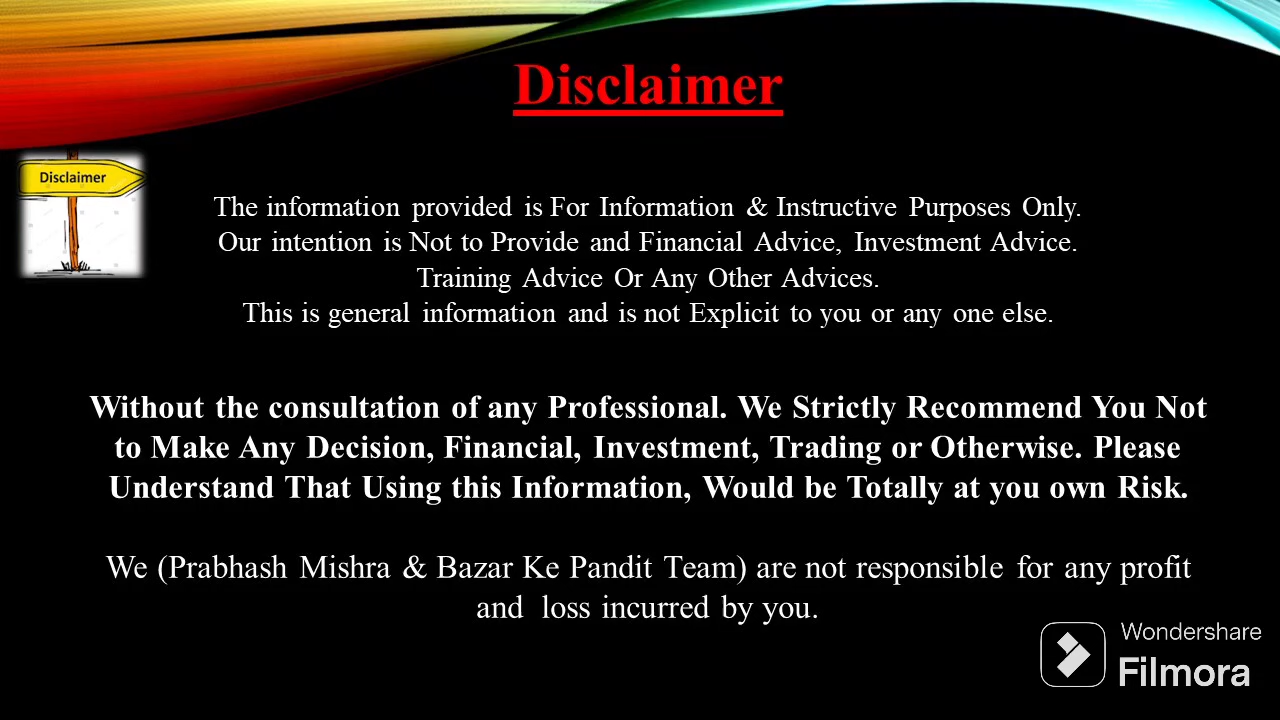 Disclaimer
Disclaimer
The information provided is For Information & Instructive Purposes Only.
Our intention is Not to Provide and Financial Advice, Investment Advice.
Training Advice Or Any Other Advices.
This is general information and is not Explicit to you or any one else.
Without the consultation of any Professional. We Strictly Recommend You Not
to Make Any Decision, Financial, Investment, Trading or Otherwise. Please
Understand That Using this Information, Would be Totally at you own Risk.
We (Prabhash Mishra & Bazar Ke Pandit Team) are not responsible for any profit
and loss incurred by you.
Wondershare
Filmora